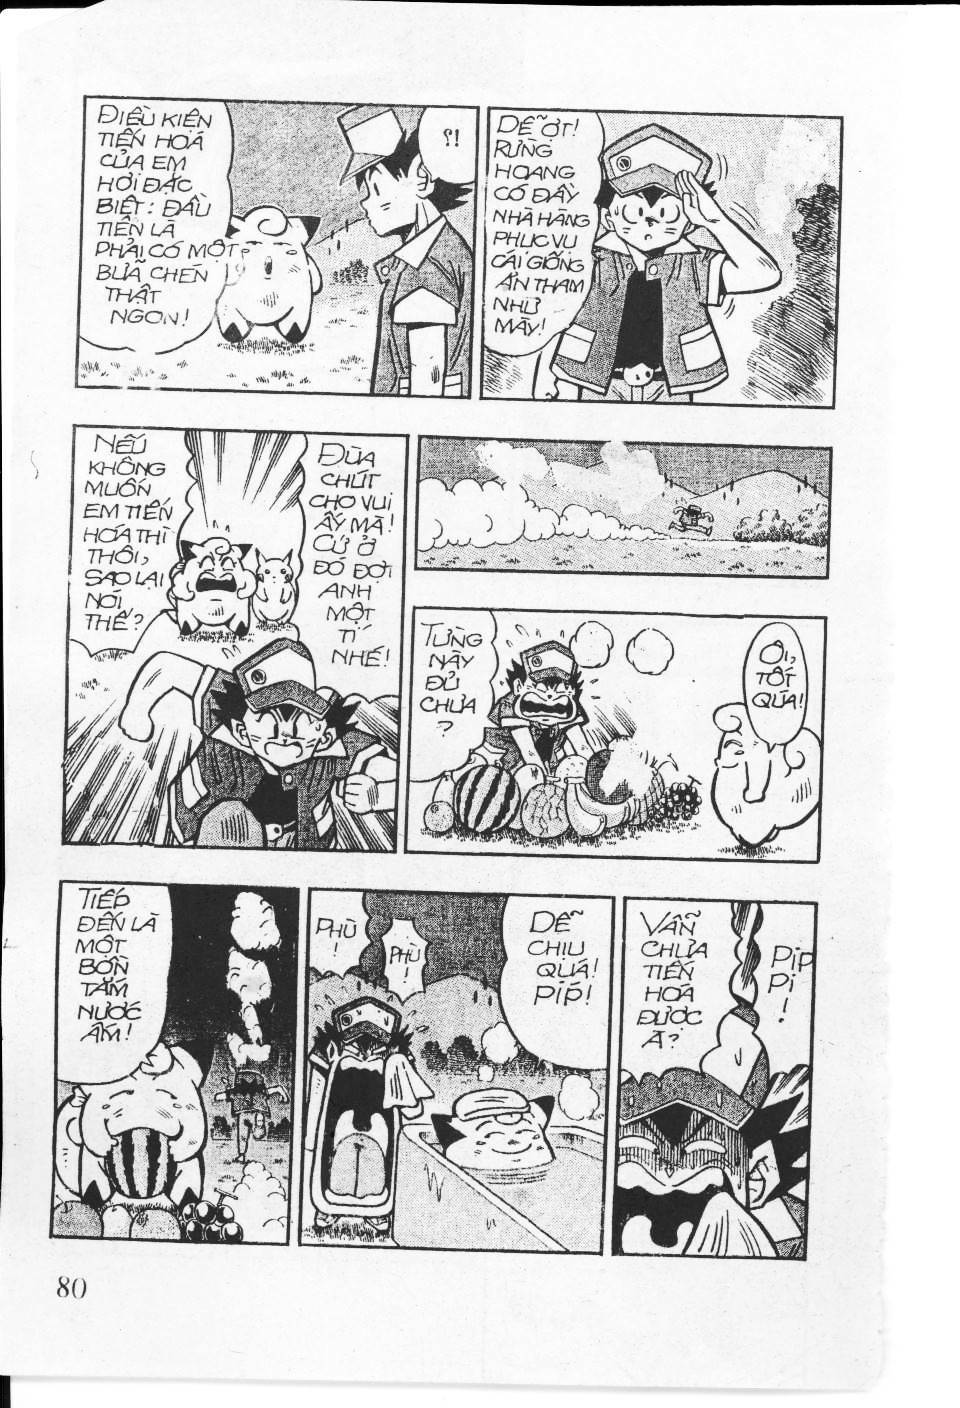 ĐIỀU KIỆN
TIẾN HOÁ
CỦA EM
HƠI ĐẶC
BIỆT: ĐẦU
TIÊN LÀ
PHẢI CÓ MỘT
BỮA CHÉN
THẬT
NGON!
?!
DỄ ỢT!
RỪNG
HOANG
CÓ ĐẦY
NHÀ HÀNG
PHỤC VỤ
CÁI GIỐNG
ĂN THAM
NHƯ
MÀY!
NẾU
KHÔNG
MUỐN
EM TIẾN
HÓA THÌ
THÔI,
SAO LẠI
NÓI
THẾ?
ĐÙA
CHÚT
CHO VUI
ẤY MÀ!
CỨ Ở
ĐÓ ĐỢI
ANH
MỘT
TÍ
NHÉ!
TỪNG
NÀY
ĐỦ
CHƯA
?
ÔI,
TỐT
QÚA!
TIẾP
ĐẾN LÀ
MỘT
BỒN
TẮM
NƯỚC
ẤM!
PHÙ
!
PHÙ
!
DỄ
CHỊU
QUÁ!
PÍP!
VẪN
CHƯA
TIẾN
HÓA
ĐƯỢC
À?
PÍP
PI
!
80